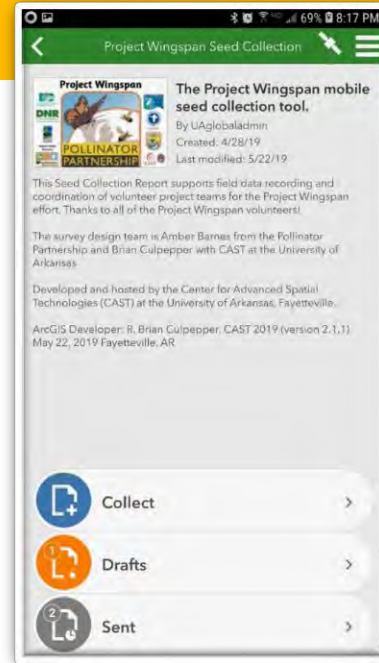 69% 8:17 PM
Project Wingspan Seed Collection
Project Wingspan
DNR
POLLINATOR
PARTNERSHIP
The Project Wingspan mobile
seed collection tool.
By UAglobaladmin
Created: 4/28/19
Last modified: 5/22/19
This Seed Collection Report supports field data recording and
coordination of volunteer project teams for the Project Wingspan
effort. Thanks to all of the Project Wingspan volunteers!
The survey design team is Amber Barnes from the Pollinator
Partnership and Brian Culpepper with CAST at the University of
Arkansas
Developed and hosted by the Center for Advanced Spatial
Technologies (CAST) at the University of Arkansas, Fayetteville.
ArcGIS Developer: R. Brian Culpepper, CAST 2019 (version 2.1.1)
May 22, 2019 Fayetteville, AR
Collect
1
Drafts
2
Sent